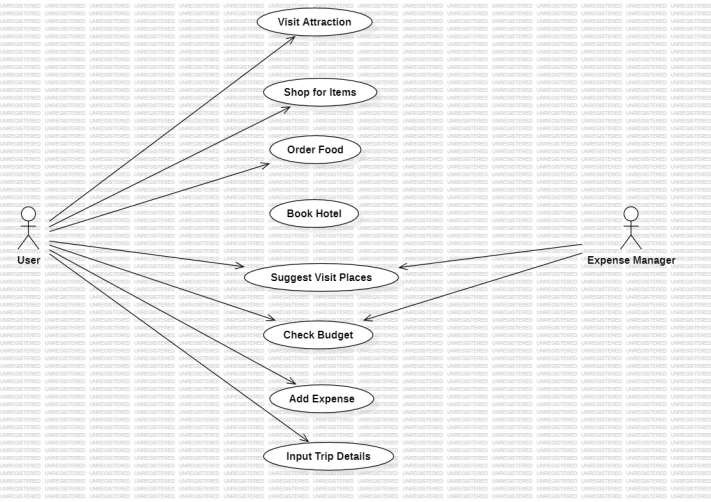 Visit Attraction
Shop for Items
Order Food
Book Hotel
User
Expense Manager
Suggest Visit Places
Check Budget
Add Expense
Input Trip Details
UNREGISTERED